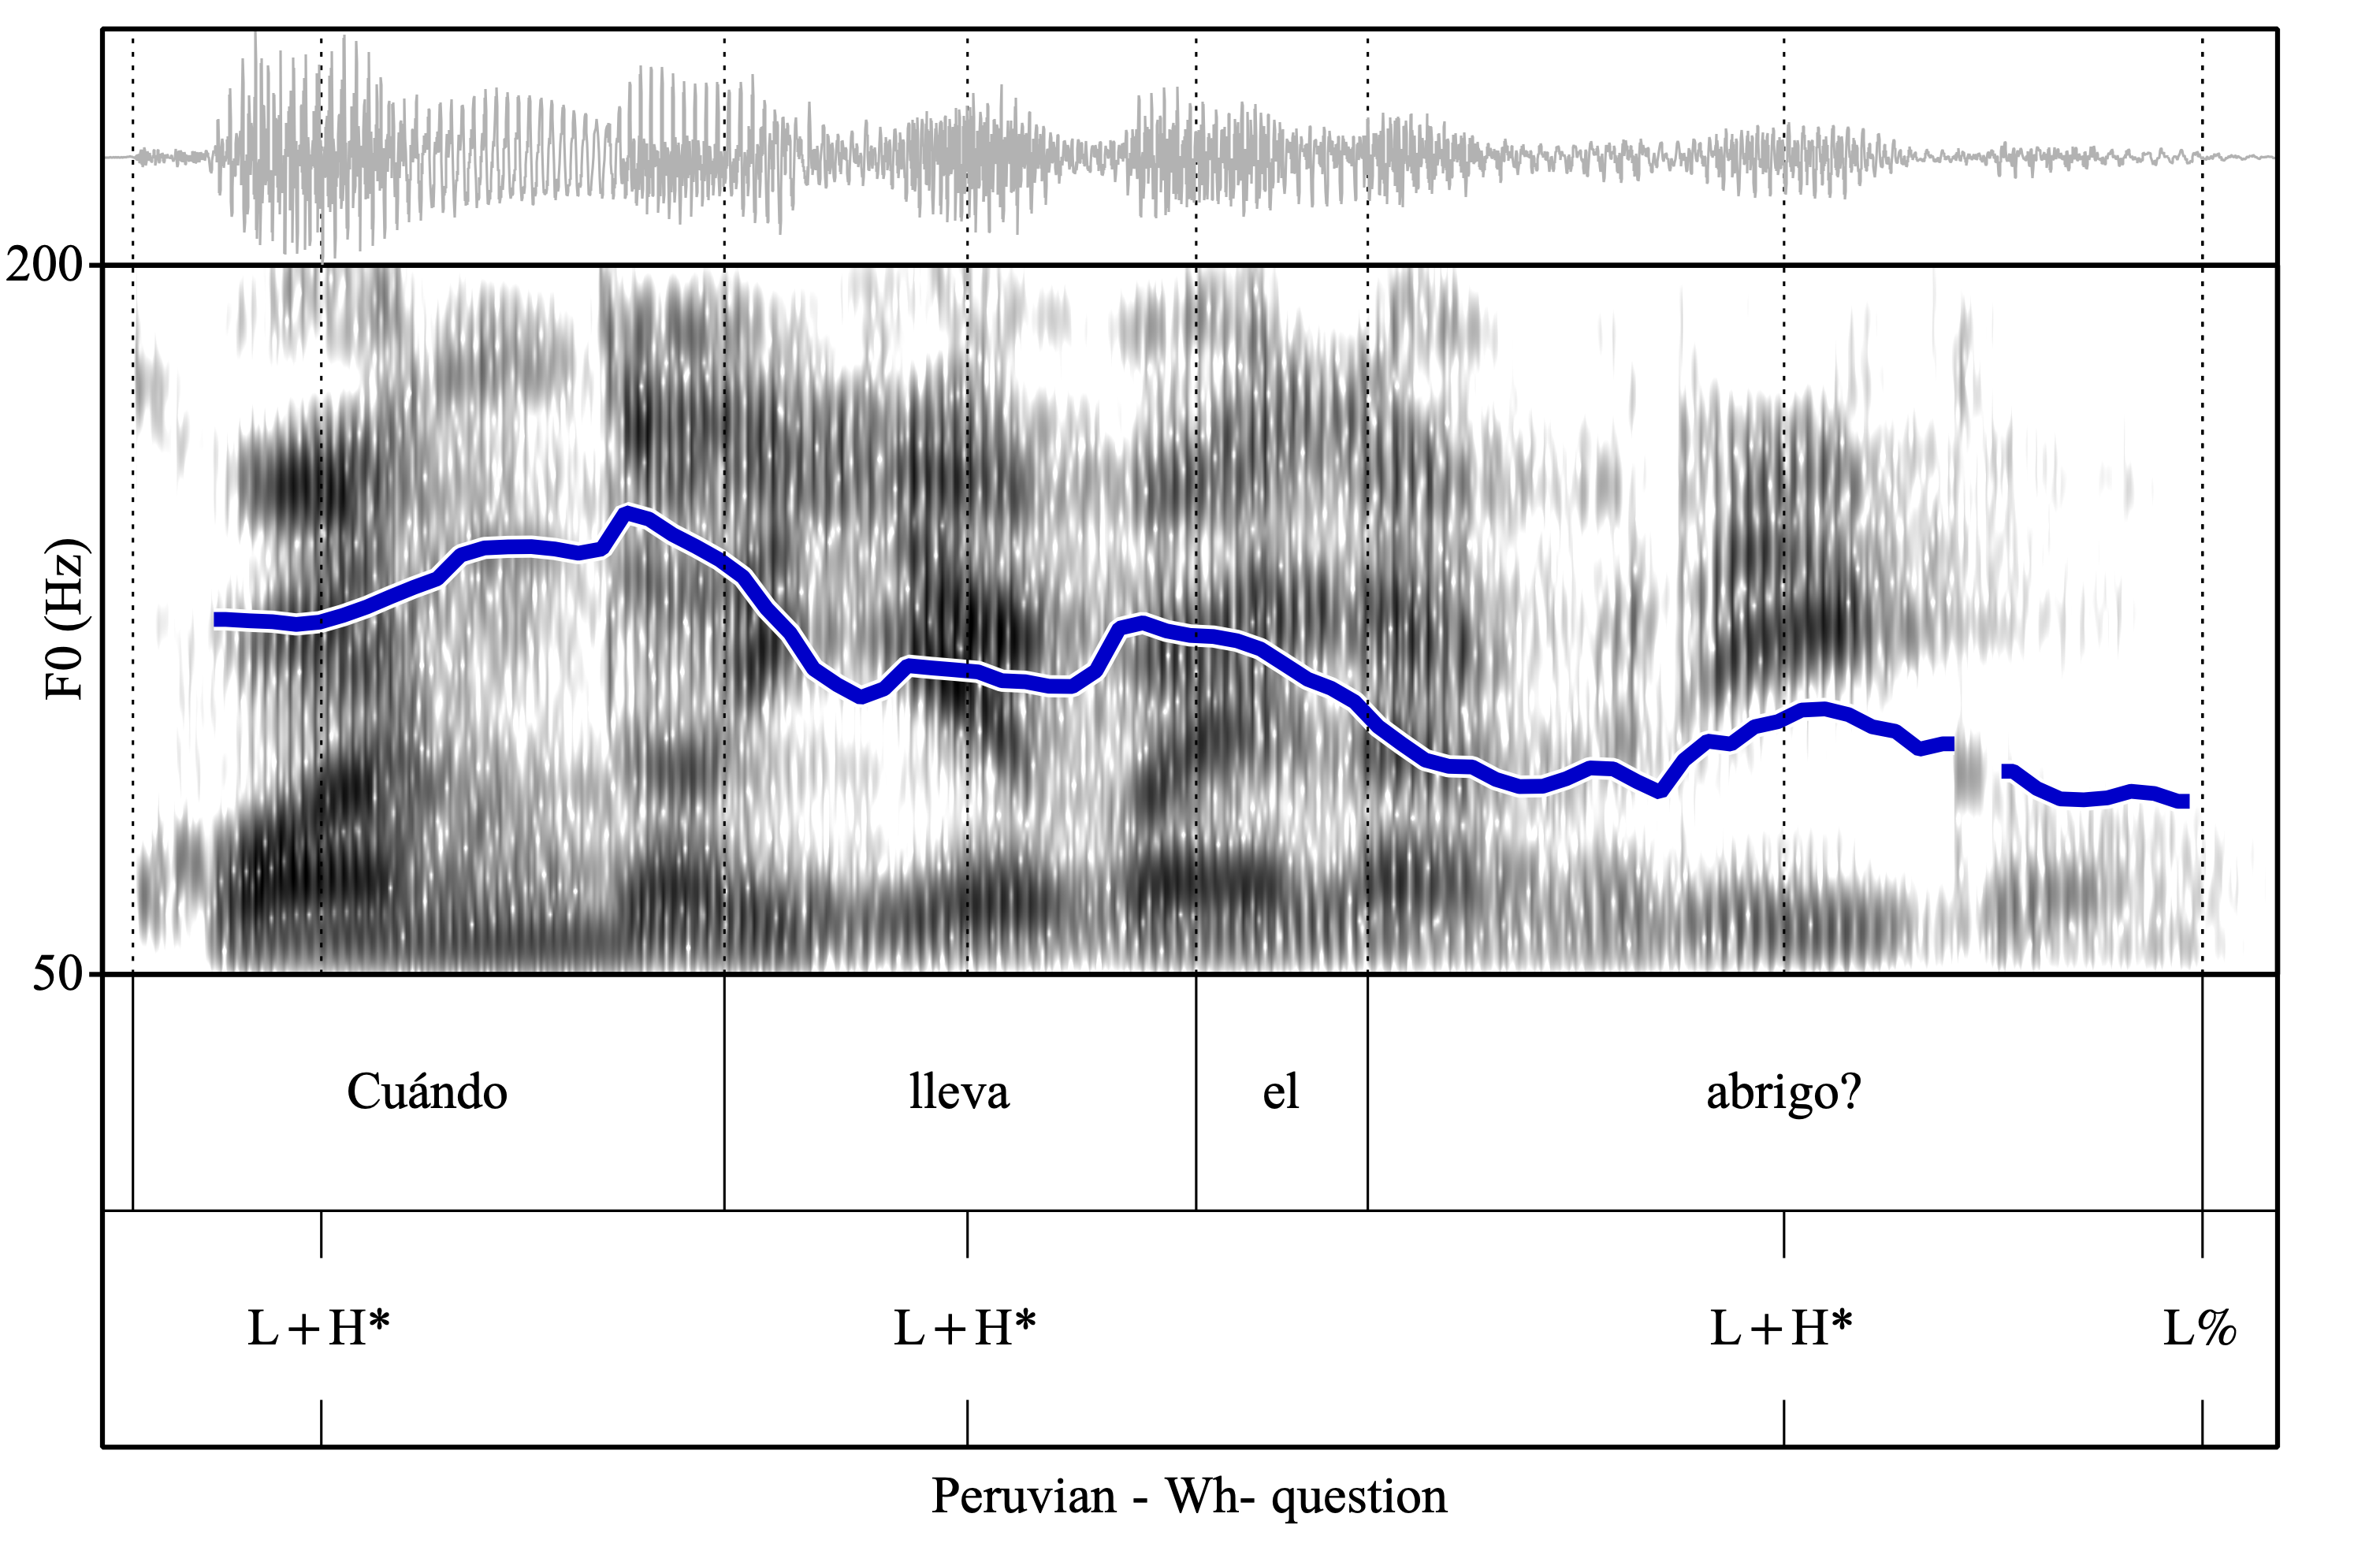 200
F0 (Hz)
50
Cuándo lleva el abrigo?
L+H* L+H* L+H* L%
Peruvian - Wh- question